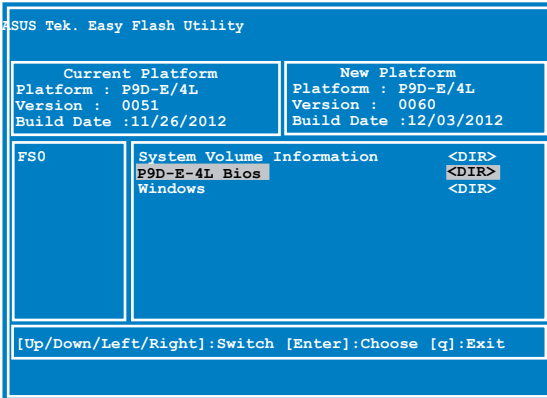 ASUS Tek. Easy Flash Utility
Current Platform
Platform : P9D-E/4L
Version : 0051
Build Date :11/26/2012
New Platform
Platform : P9D-E/4L
Version : 0060
Build Date :12/03/2012
FS0
System Volume Information <DIR>
P9D-E-4L Bios <DIR>
Windows <DIR>
[Up/Down/Left/Right]:Switch [Enter]:Choose [q]:Exit